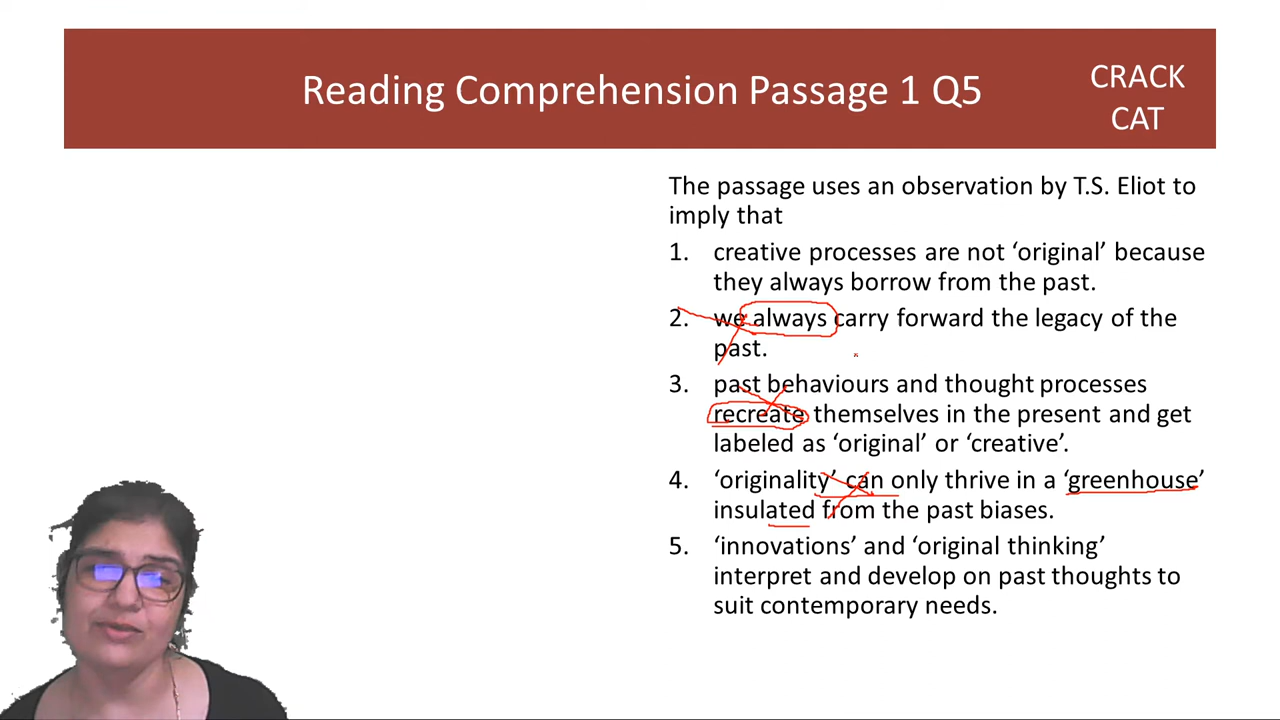 Reading Comprehension Passage 1 Q5
CRACK
CAT
The passage uses an observation by T.S. Eliot to
imply that
1. creative processes are not ‘original’ because
they always borrow from the past.
2. we always carry forward the legacy of the
past.
3. past behaviours and thought processes
recreate themselves in the present and get
labeled as ‘original’ or ‘creative’.
4. ‘originality’ can only thrive in a ‘greenhouse’
insulated from the past biases.
5. ‘innovations’ and ‘original thinking’
interpret and develop on past thoughts to
suit contemporary needs.